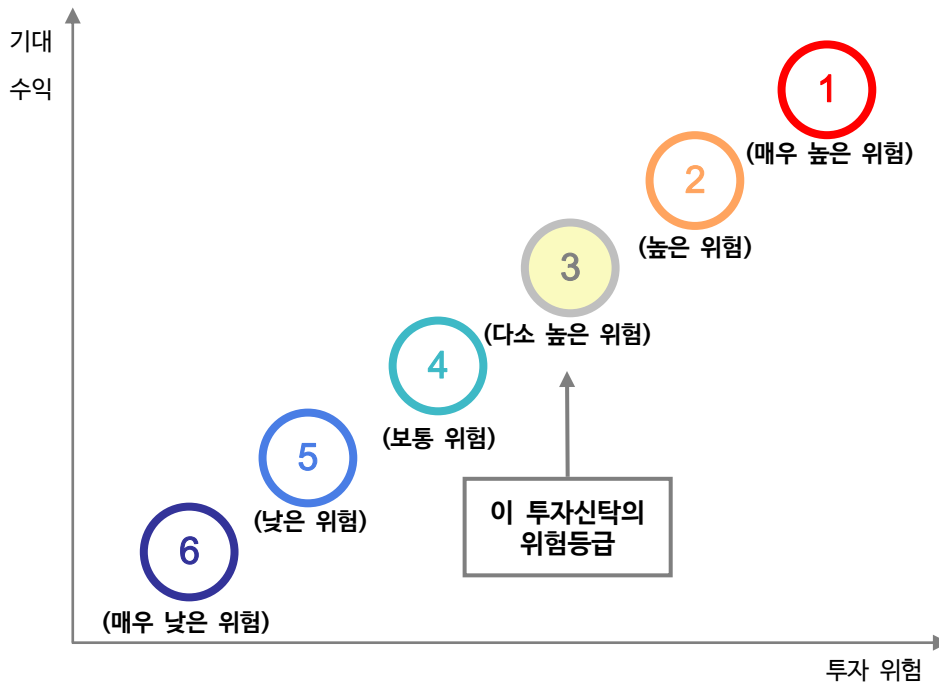 기대
수익
1
(매우 높은 위험)
2
(높은 위험)
3
(다소 높은 위험)
4
(보통 위험)
5
(낮은 위험)
6
(매우 낮은 위험)
이 투자신탁의
위험등급
투자 위험